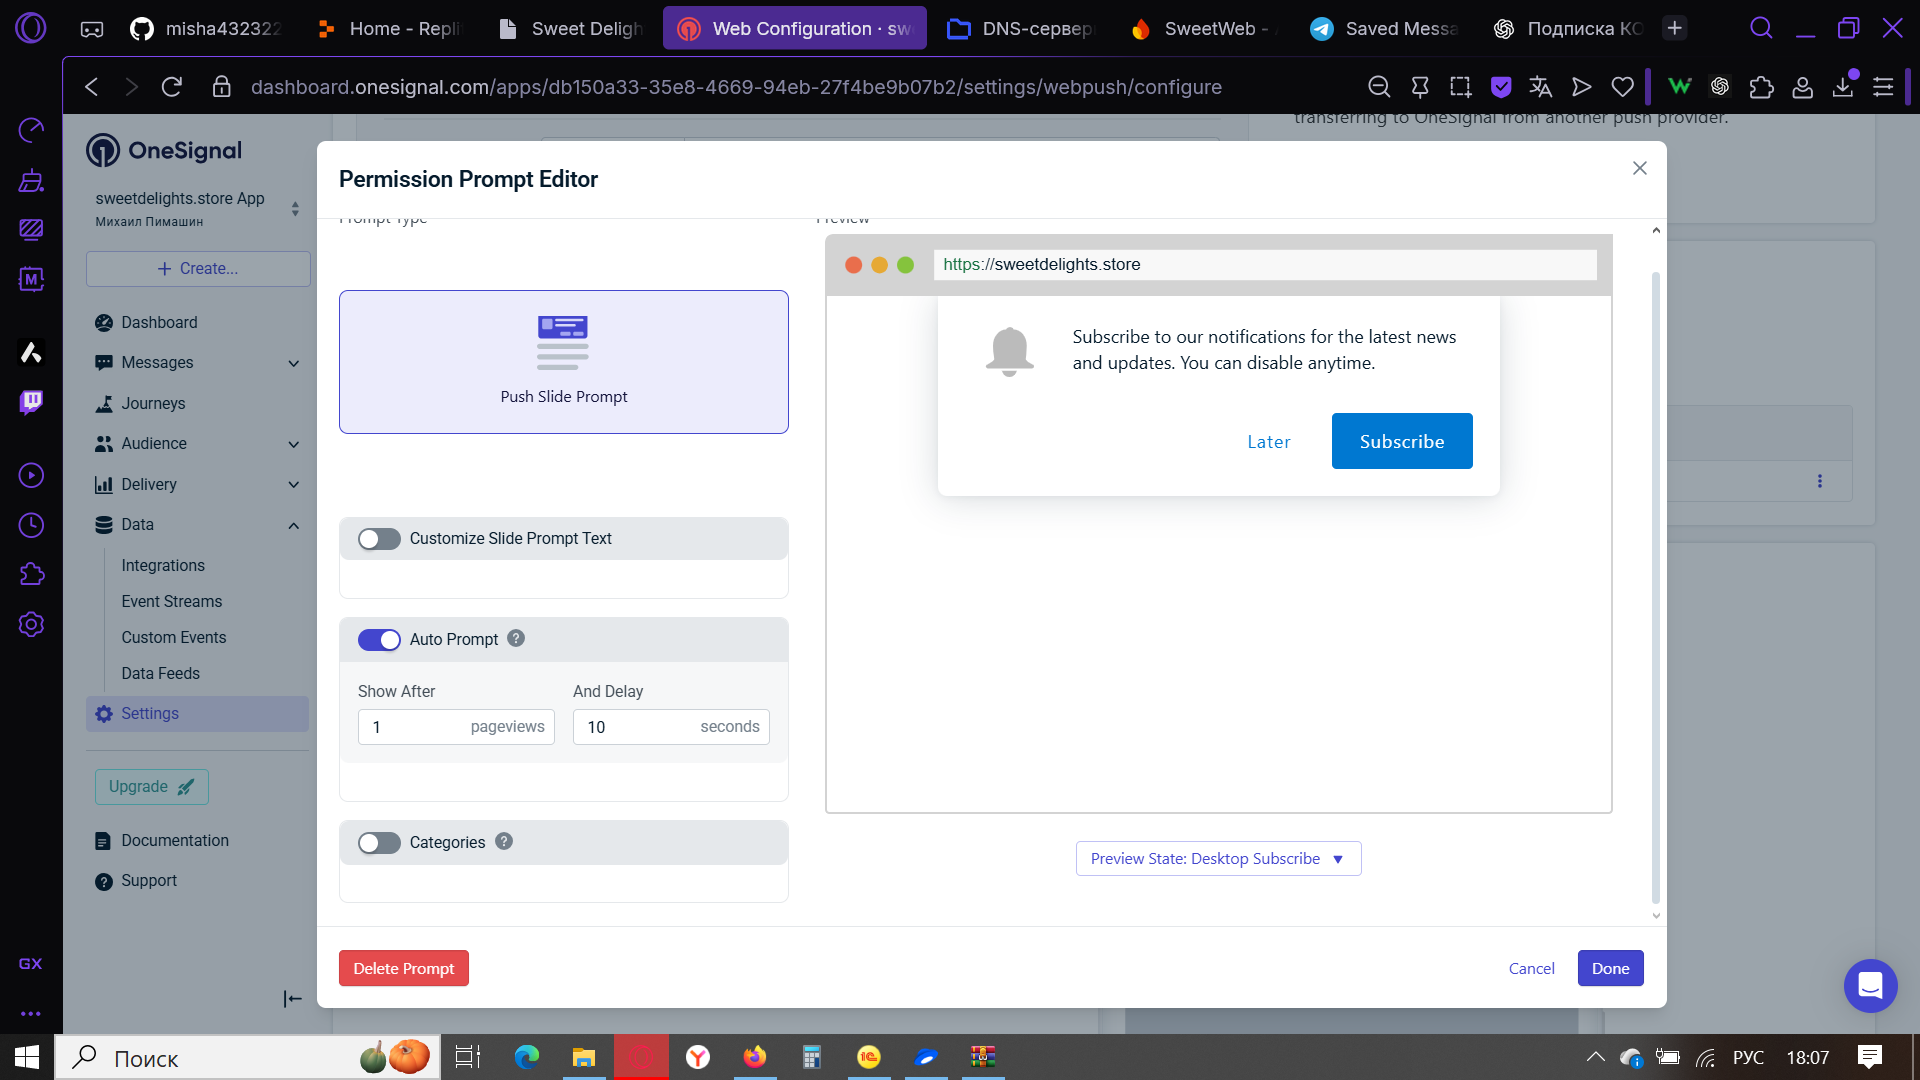 misha432322
Home - Repli
Sweet Deligh
Web Configuration · sw
DNS-сервер
SweetWeb -
Saved Messa
Подписка КО
dashboard.onesignal.com/apps/db150a33-35e8-4669-94eb-27f4be9b07b2/settings/webpush/configure
OneSignal
sweetdelights.store App
Михаил Пимашин
+ Create...
Dashboard
Messages
Journeys
Audience
Delivery
Data
Integrations
Event Streams
Custom Events
Data Feeds
Settings
Upgrade
Documentation
Support
transferring to OneSignal from another push provider.
Permission Prompt Editor
Prompt Type
Push Slide Prompt
Customize Slide Prompt Text
Auto Prompt ?
Show After
And Delay
1 pageviews
10 seconds
Categories ?
Preview
https://sweetdelights.store
Subscribe to our notifications for the latest news
and updates. You can disable anytime.
Later
Subscribe
Preview State: Desktop Subscribe ▼
Delete Prompt
Cancel
Done
GX
Поиск
РУС
18:07